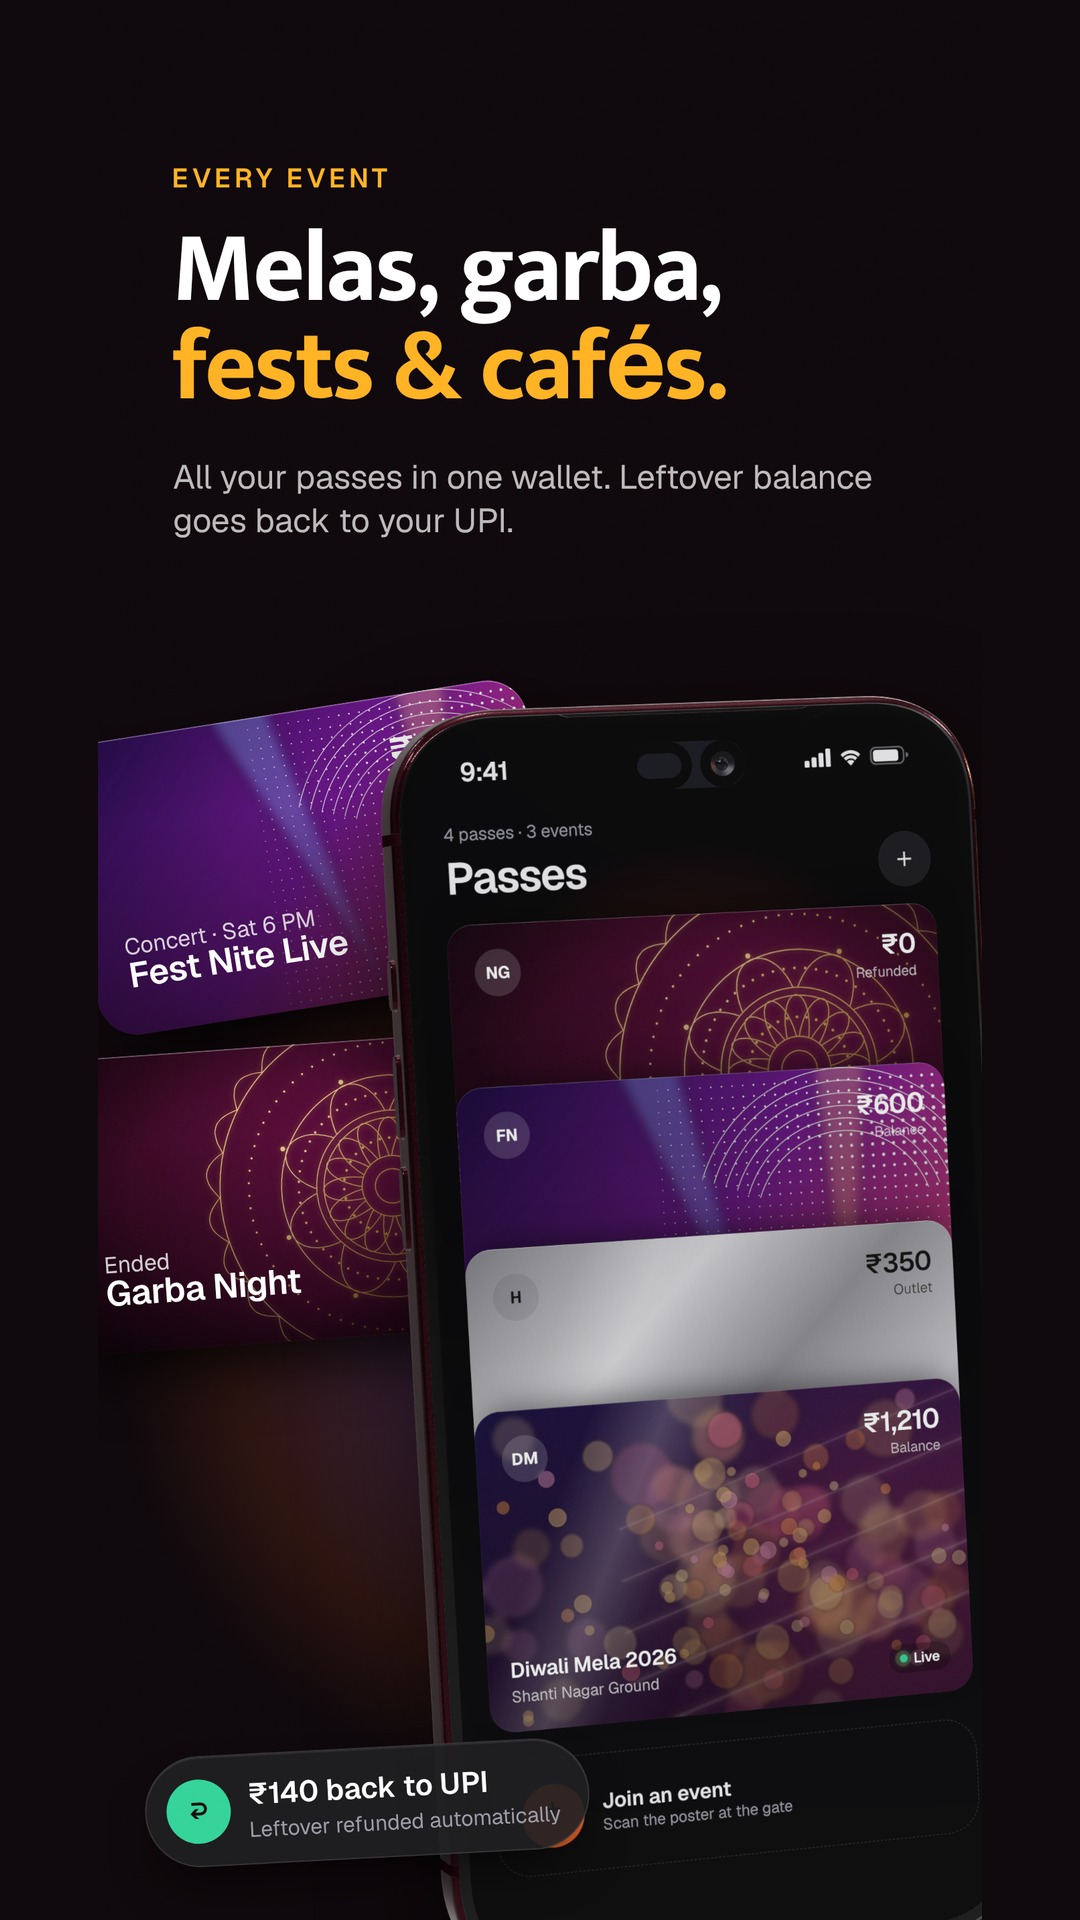 EVERY EVENT
Melas, garba,
fests & cafés.
All your passes in one wallet. Leftover balance
goes back to your UPI.
Concert · Sat 6 PM
Fest Nite Live
Ended
Garba Night
9:41
4 passes · 3 events
Passes
+
NG
₹0
Refunded
FN
₹600
Balance
H
₹350
Outlet
DM
₹1,210
Balance
Diwali Mela 2026
Shanti Nagar Ground
Live
₹140 back to UPI
Leftover refunded automatically
Join an event
Scan the poster at the gate